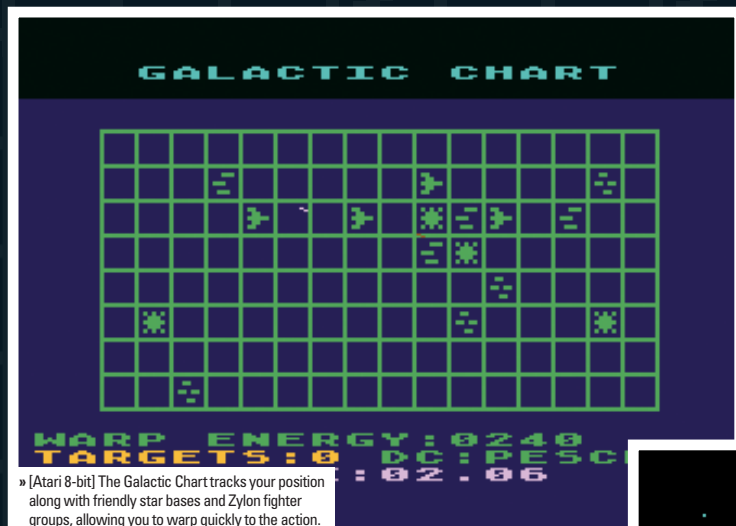 GALACTIC CHART
WARP ENERGY:0240
TARGETS:0 DC:PESC
:02.06
» [Atari 8-bit] The Galactic Chart tracks your position
along with friendly star bases and Zylon fighter
groups, allowing you to warp quickly to the action.